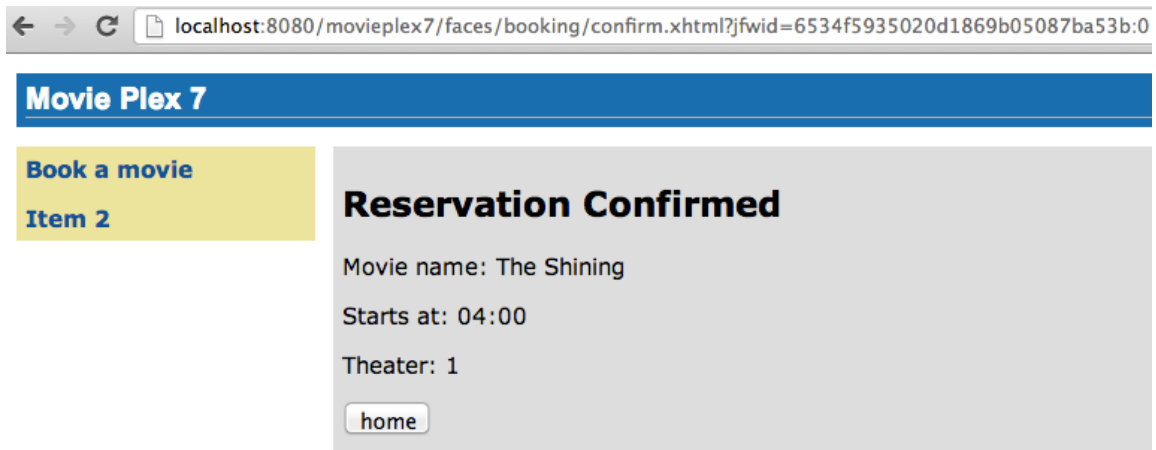 localhost:8080/movieplex7/faces/booking/confirm.xhtml?jfwid=6534f5935020d1869b05087ba53b:0
Movie Plex 7
Book a movie
Item 2
Reservation Confirmed
Movie name: The Shining
Starts at: 04:00
Theater: 1
home